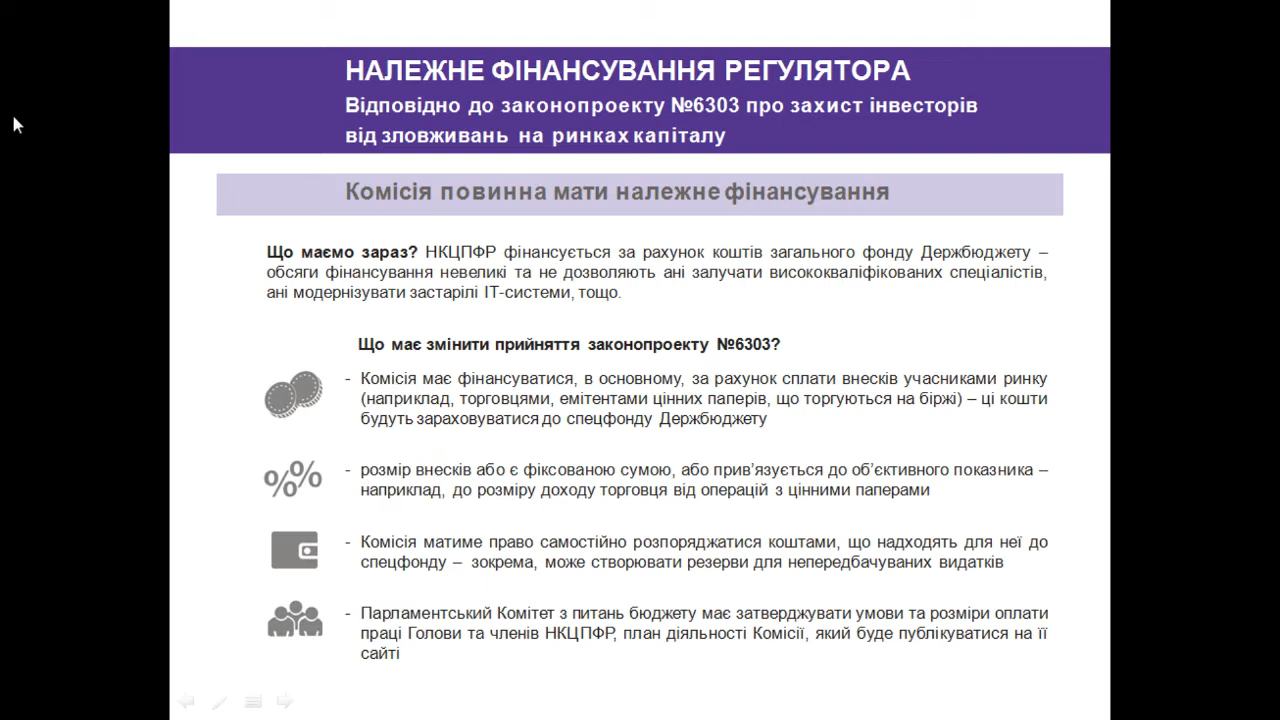 НАЛЕЖНЕ ФІНАНСУВАННЯ РЕГУЛЯТОРА
Відповідно до законопроекту №6303 про захист інвесторів
від зловживань на ринках капіталу
Комісія повинна мати належне фінансування
Що маємо зараз? НКЦПФР фінансується за рахунок коштів загального фонду Держбюджету –
обсяги фінансування невеликі та не дозволяють ані залучати висококваліфікованих спеціалістів,
ані модернізувати застарілі ІТ-системи, тощо.
Що має змінити прийняття законопроекту №6303?
- Комісія має фінансуватися, в основному, за рахунок сплати внесків учасниками ринку
(наприклад, торговцями, емітентами цінних паперів, що торгуються на біржі) – ці кошти
будуть зараховуватися до спецфонду Держбюджету
%% - розмір внесків або є фіксованою сумою, або прив’язується до об’єктивного показника –
наприклад, до розміру доходу торговця від операцій з цінними паперами
- Комісія матиме право самостійно розпоряджатися коштами, що надходять для неї до
спецфонду – зокрема, може створювати резерви для непередбачуваних видатків
- Парламентський Комітет з питань бюджету має затверджувати умови та розміри оплати
праці Голови та членів НКЦПФР, план діяльності Комісії, який буде публікуватися на її
сайті